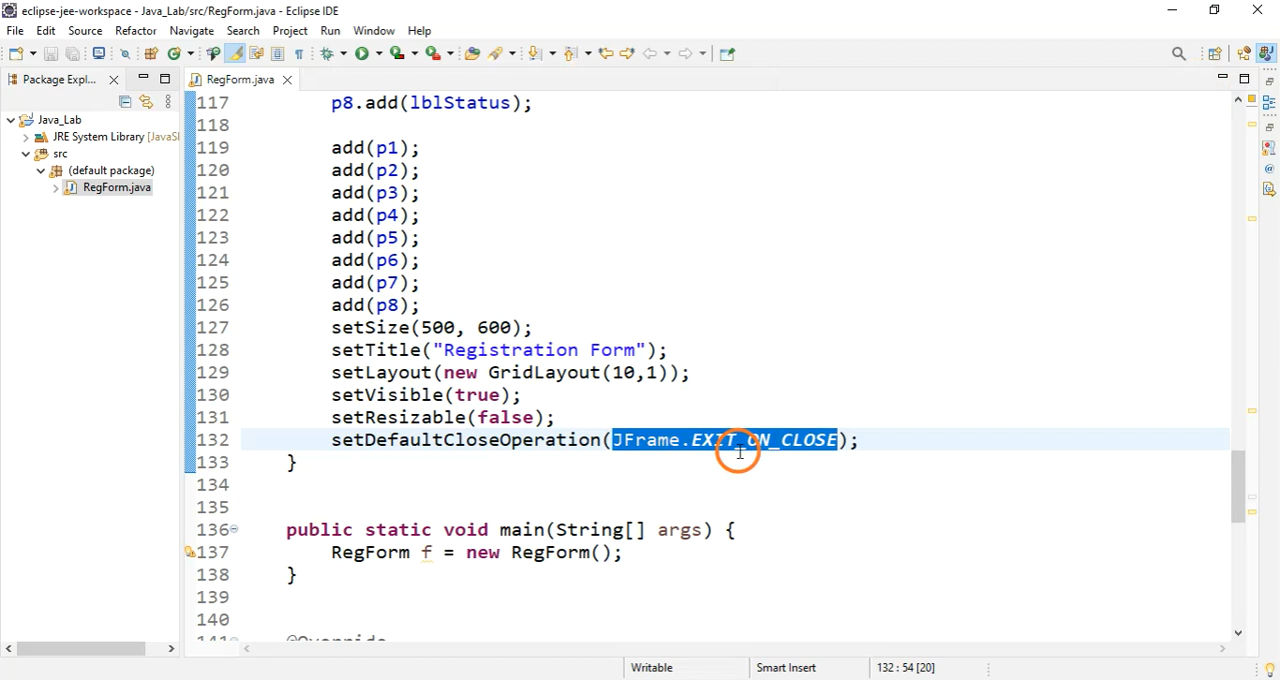 eclipse-jee-workspace - Java_Lab/src/RegForm.java - Eclipse IDE
File Edit Source Refactor Navigate Search Project Run Window Help
Package Expl...
RegForm.java
Java_Lab
JRE System Library [JavaS
src
(default package)
RegForm.java
117 p8.add(lblStatus);
118
119 add(p1);
120 add(p2);
121 add(p3);
122 add(p4);
123 add(p5);
124 add(p6);
125 add(p7);
126 add(p8);
127 setSize(500, 600);
128 setTitle("Registration Form");
129 setLayout(new GridLayout(10,1));
130 setVisible(true);
131 setResizable(false);
132 setDefaultCloseOperation(JFrame.EXIT_ON_CLOSE);
133 }
134
135
136 public static void main(String[] args) {
137 RegForm f = new RegForm();
138 }
139
140
141 @Override
Writable Smart Insert 132 : 54 [20]